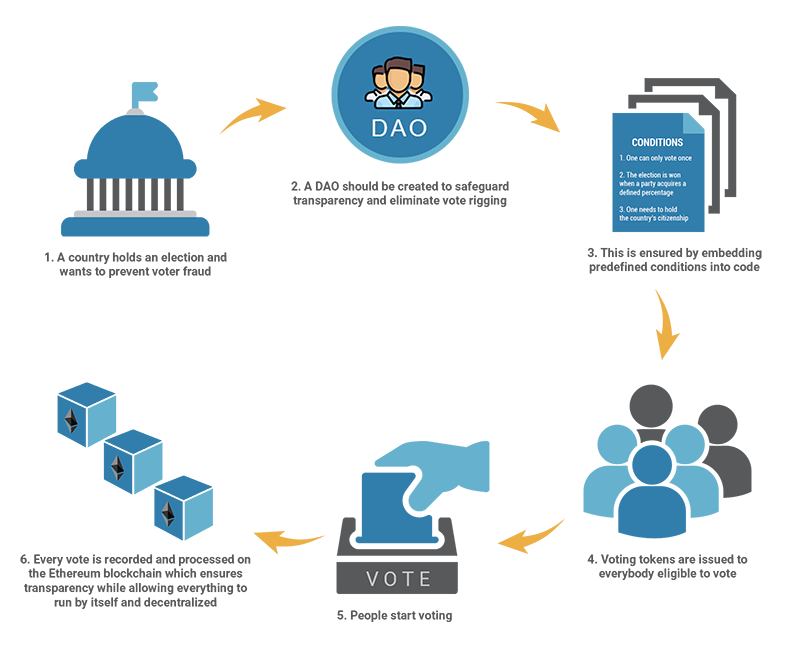 1. A country holds an election and
wants to prevent voter fraud
DAO
2. A DAO should be created to safeguard
transparency and eliminate vote rigging
CONDITIONS
1. One can only vote once
2. The election is won
when a party acquires a
defined percentage
3. One needs to hold
the country's citizenship
3. This is ensured by embedding
predefined conditions into code
4. Voting tokens are issued to
everybody eligible to vote
VOTE
5. People start voting
6. Every vote is recorded and processed on
the Ethereum blockchain which ensures
transparency while allowing everything to
run by itself and decentralized